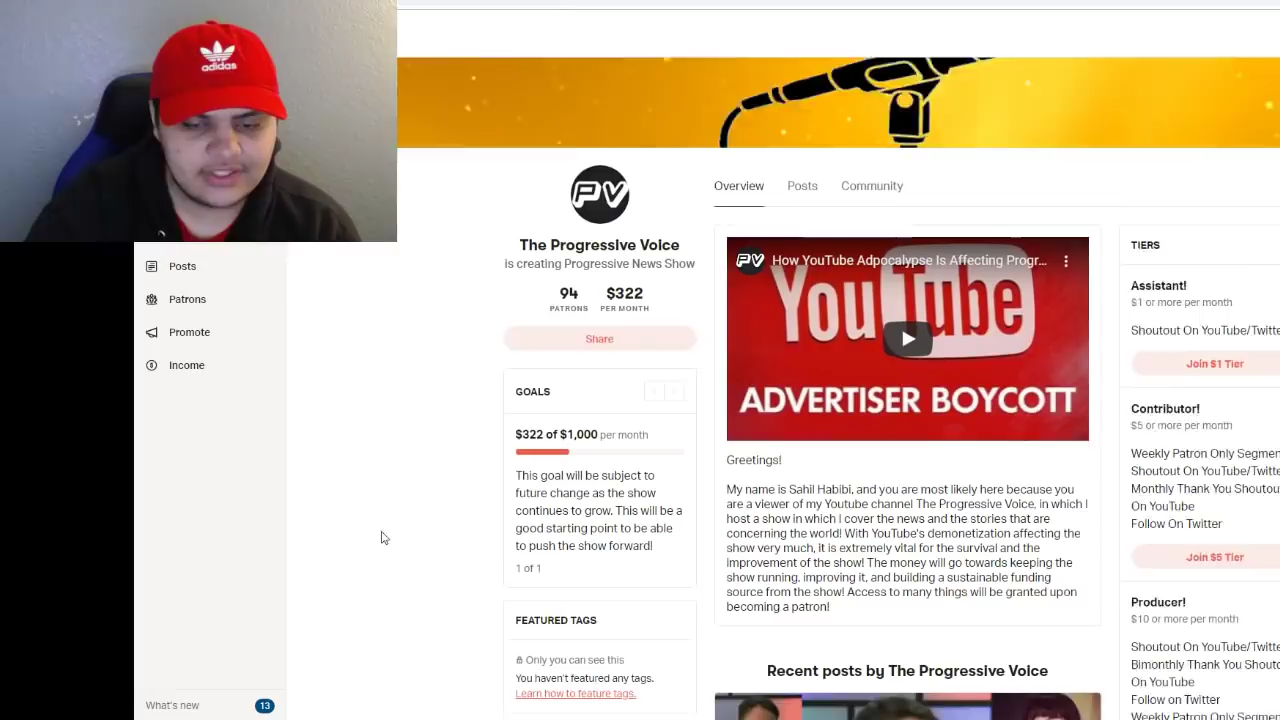 adidas
Posts
Patrons
Promote
Income
What's new
13
PV
The Progressive Voice
is creating Progressive News Show
94
PATRONS
$322
PER MONTH
Share
GOALS
$322 of $1,000 per month
This goal will be subject to
future change as the show
continues to grow. This will be a
good starting point to be able
to push the show forward!
1 of 1
FEATURED TAGS
Only you can see this
You haven't featured any tags.
Learn how to feature tags.
Overview Posts Community
PV How YouTube Adpocalypse Is Affecting Progr...
YouTube
ADVERTISER BOYCOTT
Greetings!
My name is Sahil Habibi, and you are most likely here because you
are a viewer of my Youtube channel The Progressive Voice, in which I
host a show in which I cover the news and the stories that are
concerning the world! With YouTube's demonetization affecting the
show very much, it is extremely vital for the survival and the
improvement of the show! The money will go towards keeping the
show running, improving it, and building a sustainable funding
source from the show! Access to many things will be granted upon
becoming a patron!
Recent posts by The Progressive Voice
TIERS
Assistant!
$1 or more per month
Shoutout On YouTube/Twitte
Join $1 Tier
Contributor!
$5 or more per month
Weekly Patron Only Segmen
Shoutout On YouTube/Twitte
Monthly Thank You Shoutou
On YouTube
Follow On Twitter
Join $5 Tier
Producer!
$10 or more per month
Shoutout On YouTube/Twitte
Bimonthly Thank You Shouto
On YouTube
Follow on Twitter
Weekly Patron Only Segmen